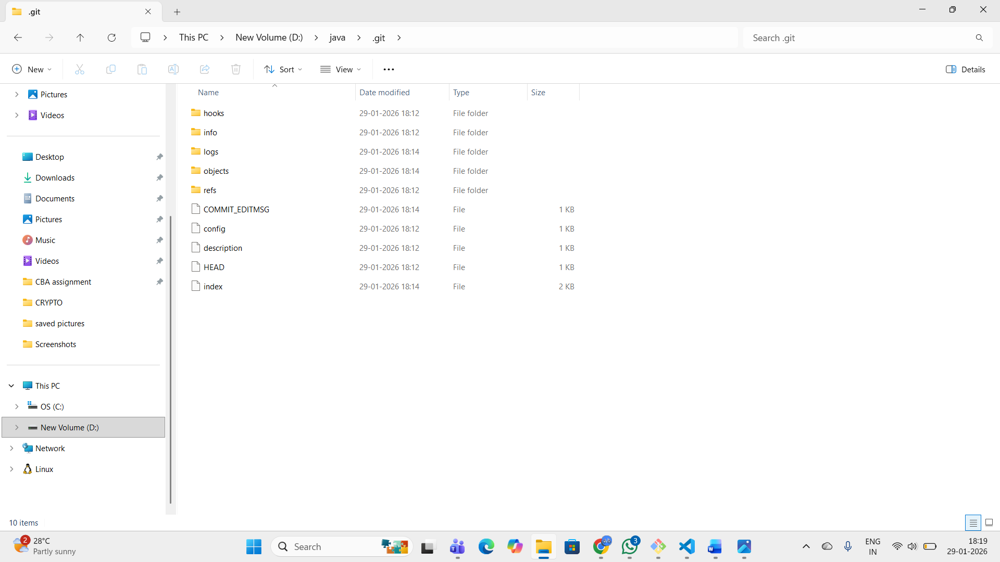 .git
This PC
New Volume (D:)
java
.git
Search .git
New
Sort
View
Details
Pictures
Videos
Desktop
Downloads
Documents
Pictures
Music
Videos
CBA assignment
CRYPTO
saved pictures
Screenshots
This PC
OS (C:)
New Volume (D:)
Network
Linux
Name Date modified Type Size
hooks 29-01-2026 18:12 File folder
info 29-01-2026 18:12 File folder
logs 29-01-2026 18:14 File folder
objects 29-01-2026 18:14 File folder
refs 29-01-2026 18:12 File folder
COMMIT_EDITMSG 29-01-2026 18:14 File 1 KB
config 29-01-2026 18:12 File 1 KB
description 29-01-2026 18:12 File 1 KB
HEAD 29-01-2026 18:12 File 1 KB
index 29-01-2026 18:14 File 2 KB
10 items
2
28°C
Partly sunny
Search
3
ENG
IN
18:19
29-01-2026